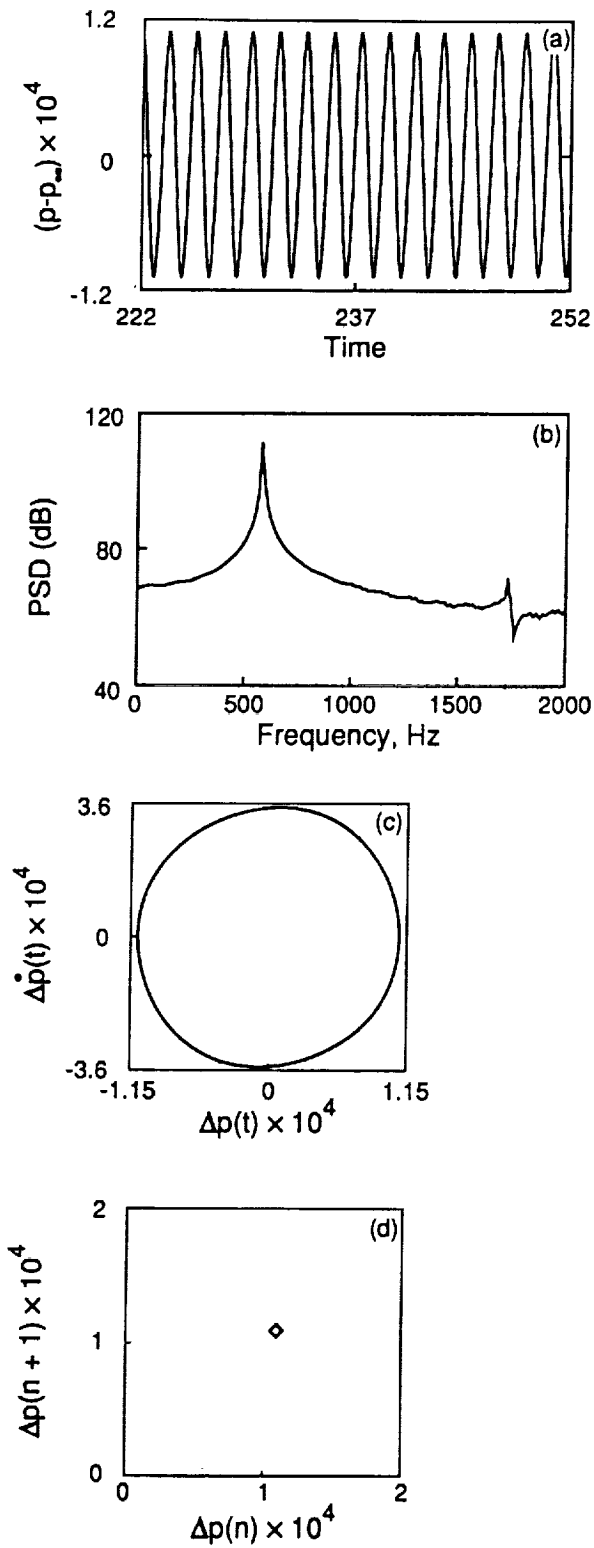 (a)
1.2
0
-1.2
(p-p∞) × 10⁴
222 237 252
Time
(b)
120
80
40
PSD (dB)
0 500 1000 1500 2000
Frequency, Hz
(c)
3.6
0
-3.6
Δṗ(t) × 10⁴
-1.15 0 1.15
Δp(t) × 10⁴
(d)
2
1
0
Δp(n + 1) × 10⁴
0 1 2
Δp(n) × 10⁴